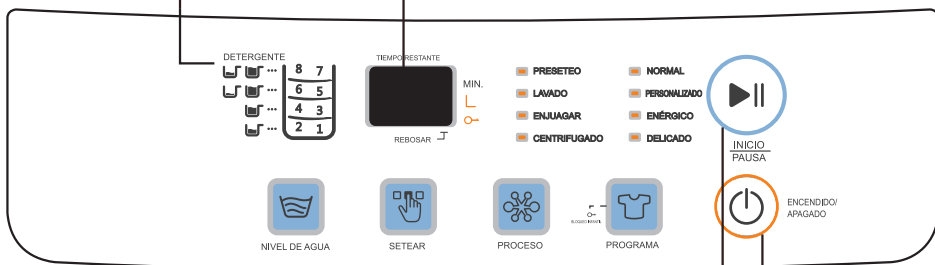 DETERGENTE
8 7
6 5
4 3
2 1
TIEMPO RESTANTE
MIN.
REBOSAR
PRESETEO
LAVADO
ENJUAGAR
CENTRIFUGADO
NORMAL
PERSONALIZADO
ENÉRGICO
DELICADO
INICIO
PAUSA
NIVEL DE AGUA
SETEAR
PROCESO
BLOQUEO INFANTIL
PROGRAMA
ENCENDIDO/
APAGADO